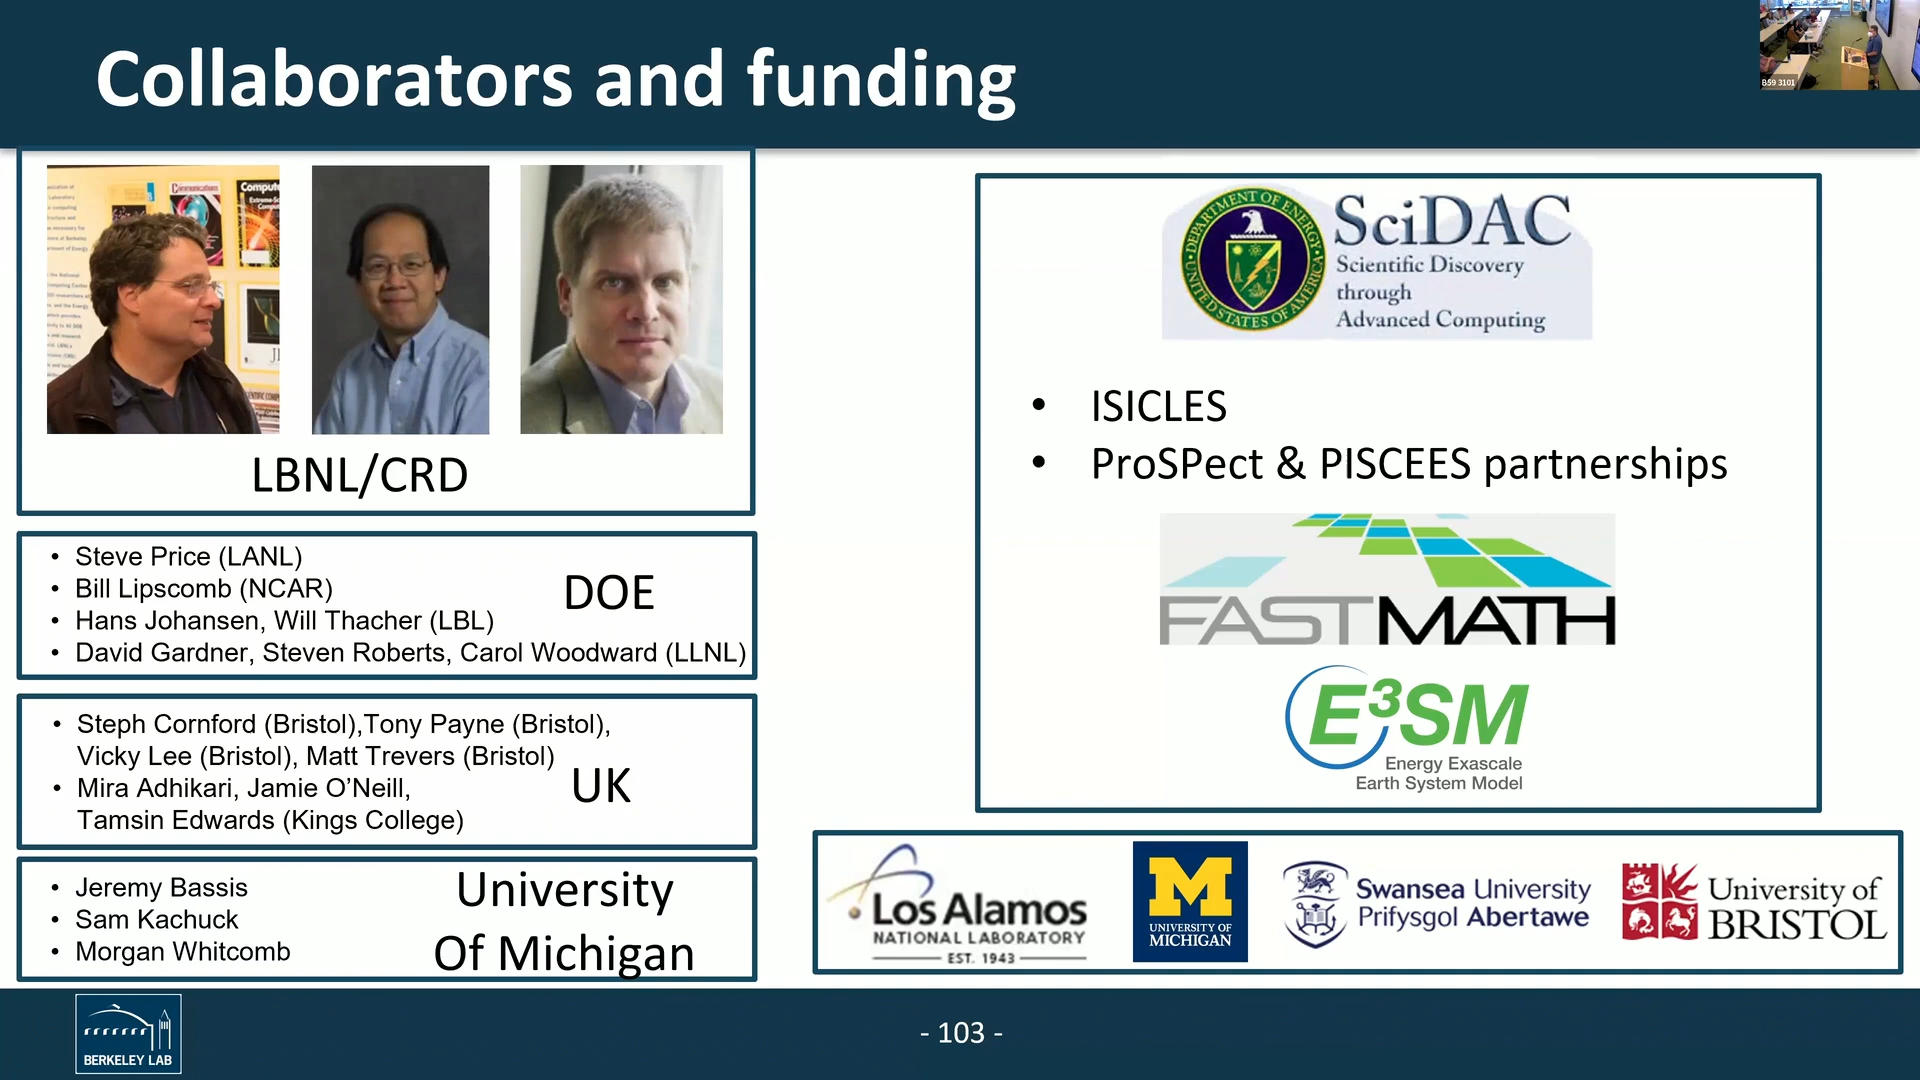 Collaborators and funding
B59 3101
LBNL/CRD
• Steve Price (LANL)
• Bill Lipscomb (NCAR)
• Hans Johansen, Will Thacher (LBL)
• David Gardner, Steven Roberts, Carol Woodward (LLNL)
DOE
• Steph Cornford (Bristol),Tony Payne (Bristol),
Vicky Lee (Bristol), Matt Trevers (Bristol)
• Mira Adhikari, Jamie O’Neill,
Tamsin Edwards (Kings College)
UK
• Jeremy Bassis
• Sam Kachuck
• Morgan Whitcomb
University
Of Michigan
DEPARTMENT OF ENERGY
UNITED STATES OF AMERICA
SciDAC
Scientific Discovery
through
Advanced Computing
• ISICLES
• ProSPect & PISCEES partnerships
FASTMATH
E³SM
Energy Exascale
Earth System Model
Los Alamos
NATIONAL LABORATORY
EST. 1943
M
UNIVERSITY OF
MICHIGAN
Swansea University
Prifysgol Abertawe
University of
BRISTOL
BERKELEY LAB
- 103 -